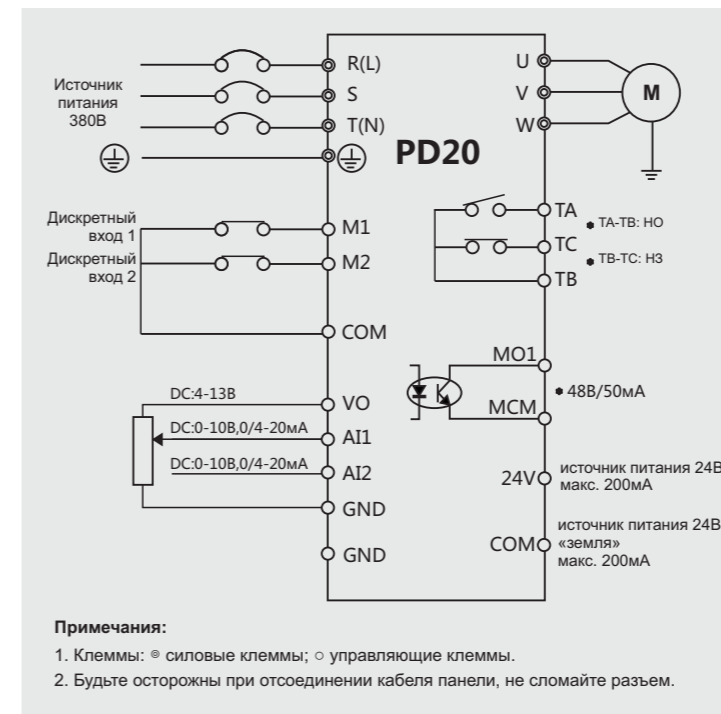 Источник
питания
380В
R(L)
S
T(N)
PD20
U
V
W
M
Дискретный
вход 1
Дискретный
вход 2
M1
M2
COM
TA
TC
TB
TA-TB: НО
TB-TC: НЗ
MO1
MCM
48В/50мА
DC:4-13В
DC:0-10В,0/4-20мА
DC:0-10В,0/4-20мА
VO
AI1
AI2
GND
GND
24V
источник питания 24В
макс. 200мА
COM
источник питания 24В
«земля»
макс. 200мА
Примечания:
1. Клеммы: ⌾ силовые клеммы; ○ управляющие клеммы.
2. Будьте осторожны при отсоединении кабеля панели, не сломайте разъем.